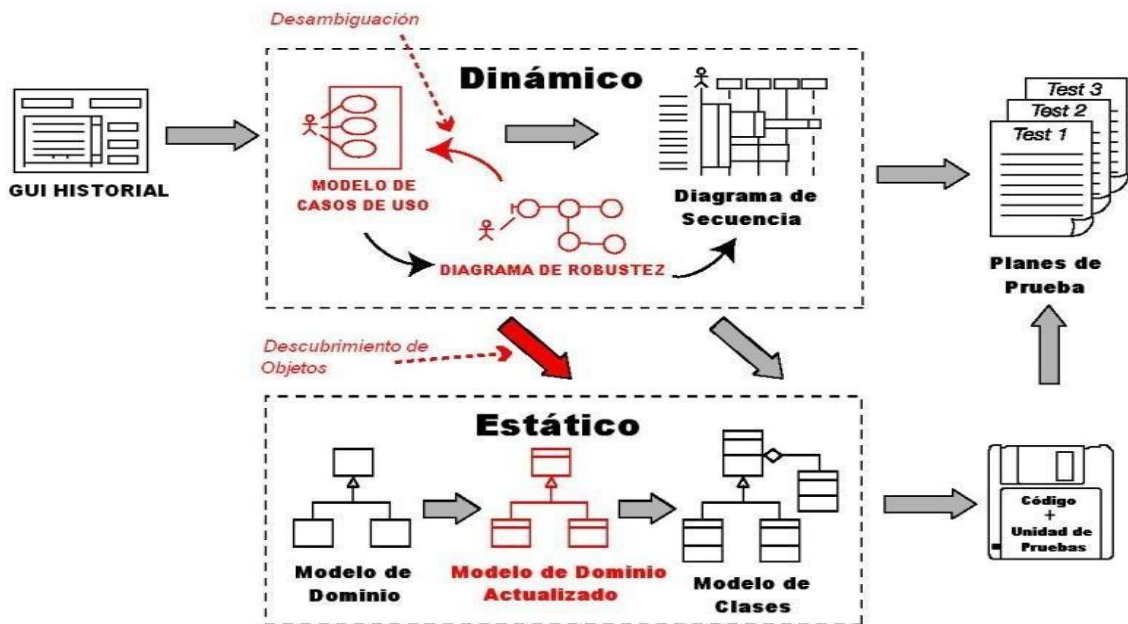 Desambiguación
Dinámico
GUI HISTORIAL
MODELO DE
CASOS DE USO
DIAGRAMA DE ROBUSTEZ
Diagrama de
Secuencia
Test 3
Test 2
Test 1
Planes de
Prueba
Descubrimiento de
Objetos
Estático
Modelo de
Dominio
Modelo de Dominio
Actualizado
Modelo de
Clases
Código
+
Unidad de
Pruebas